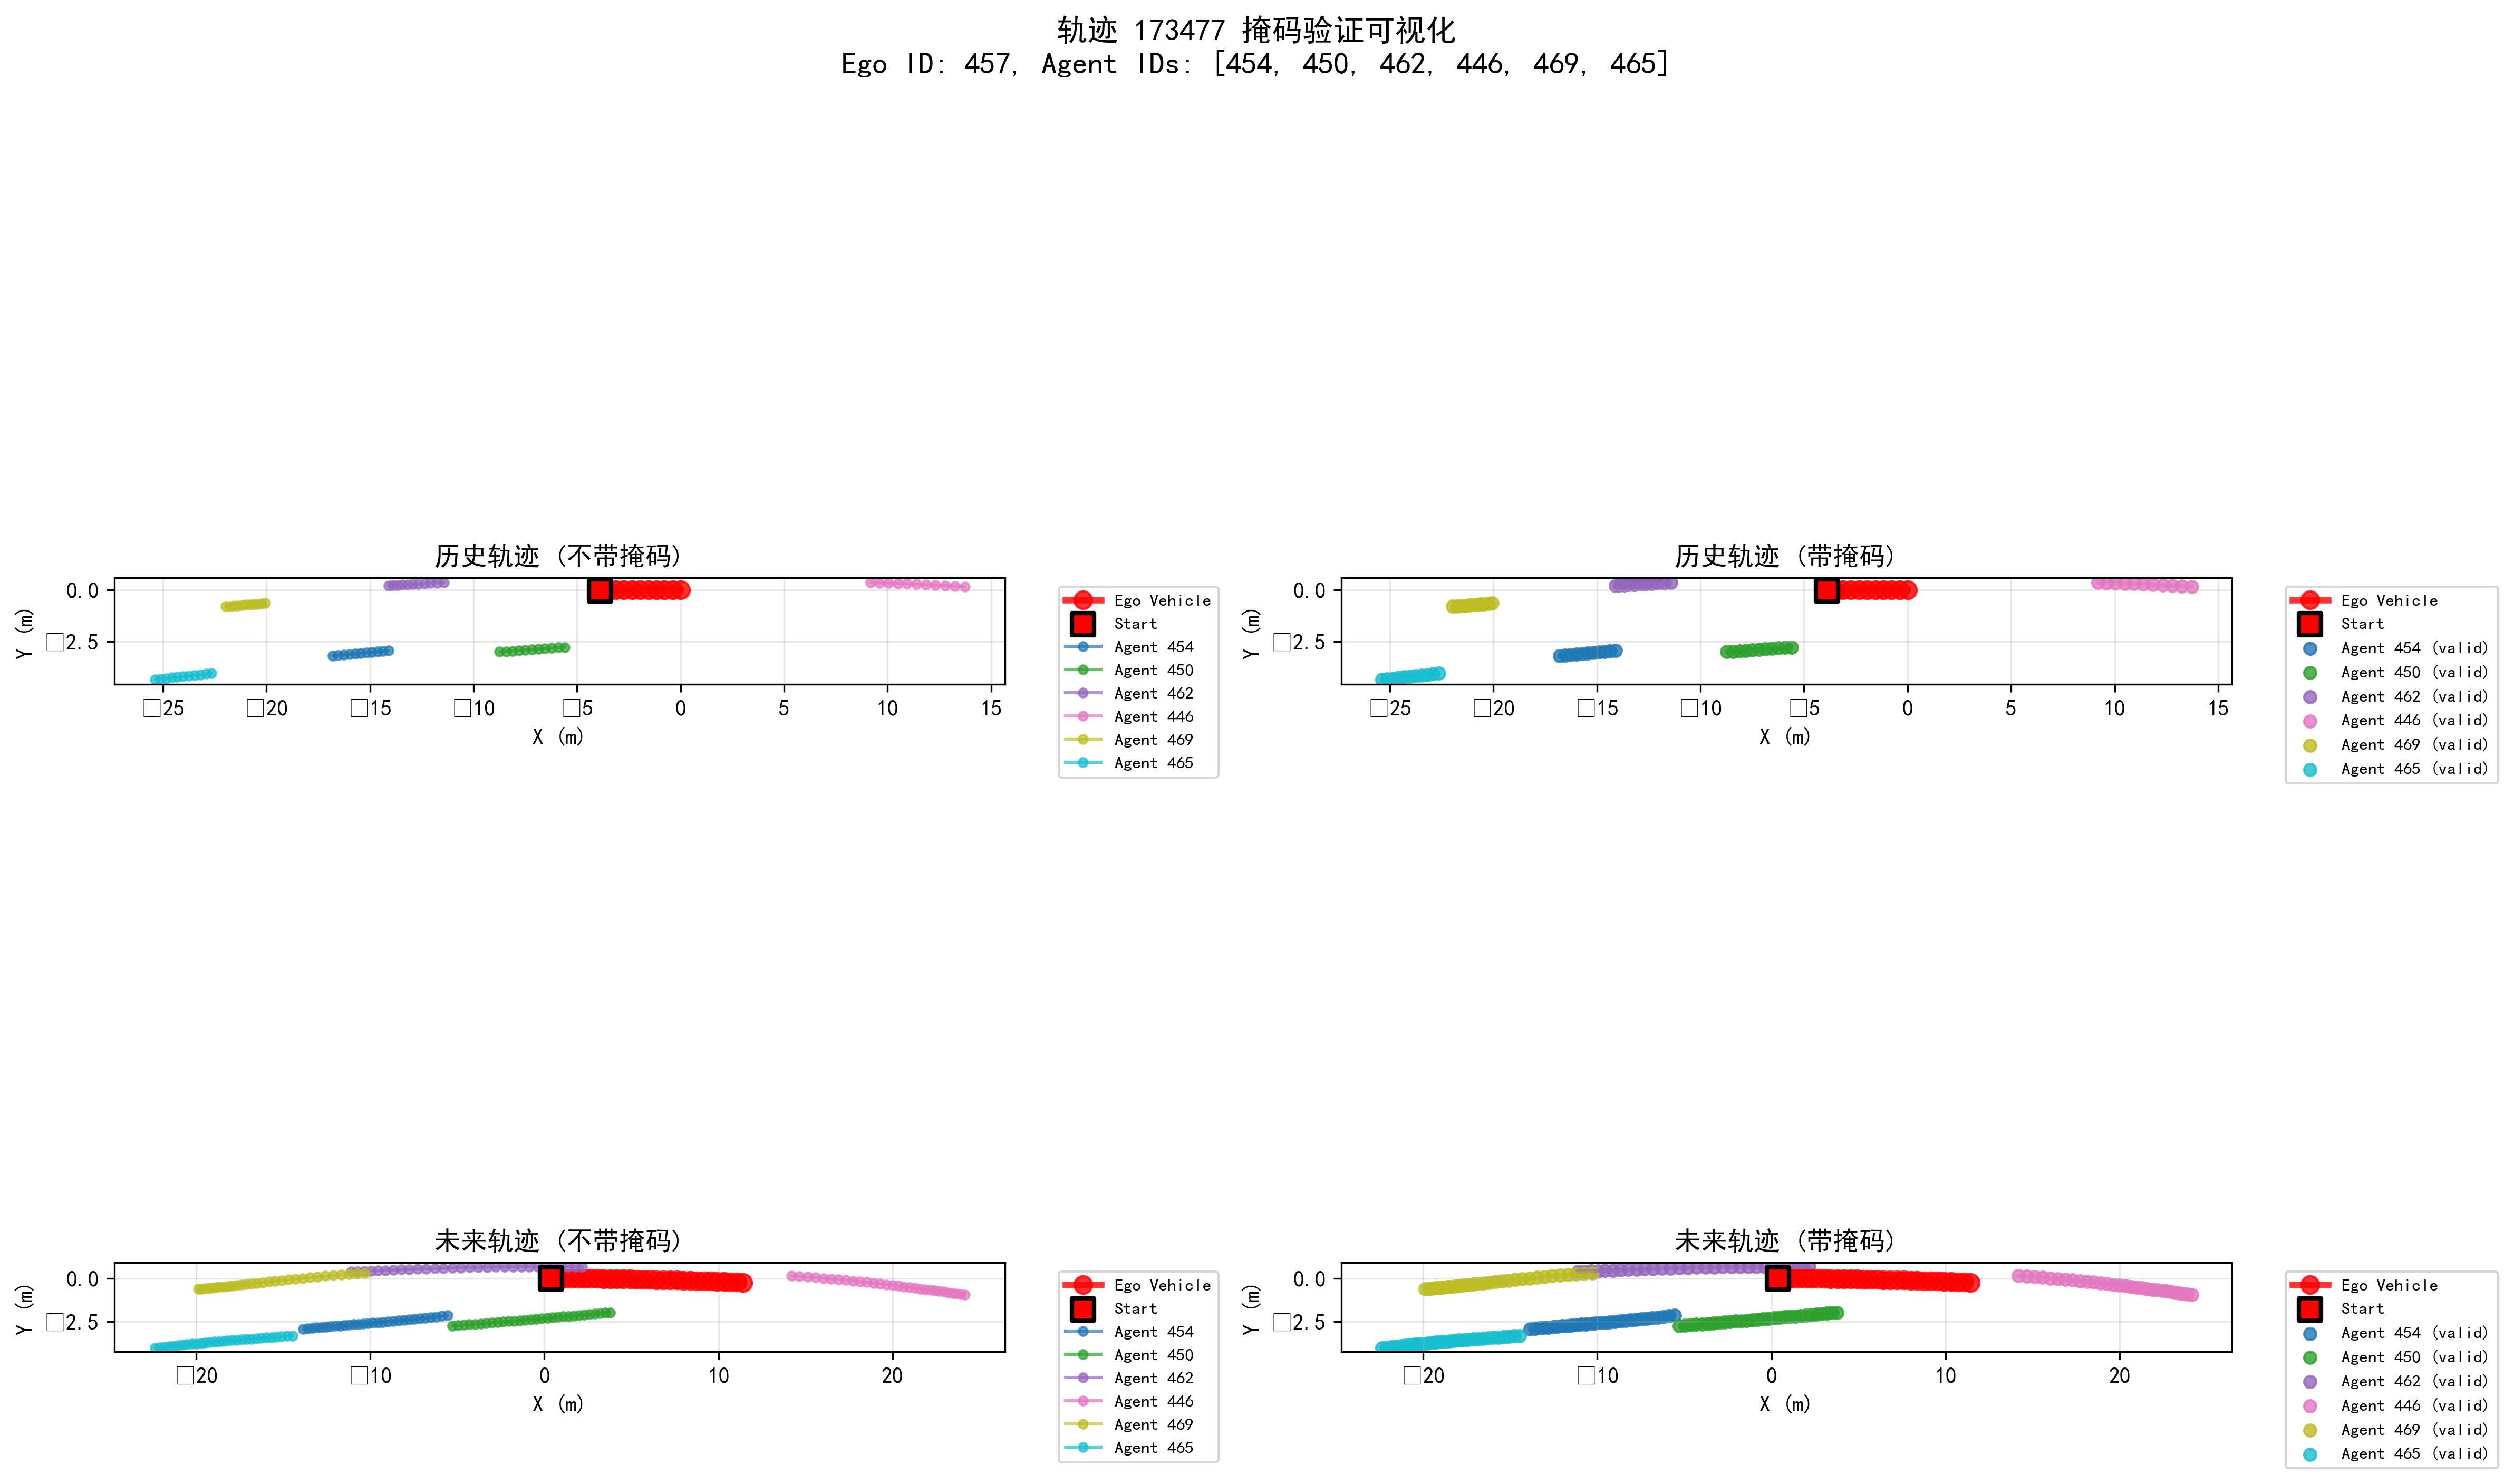 轨迹 173477 掩码验证可视化
Ego ID: 457, Agent IDs: [454, 450, 462, 446, 469, 465]
历史轨迹 (不带掩码)
0.0
□2.5
Y (m)
□25 □20 □15 □10 □5 0 5 10 15
X (m)
Ego Vehicle
Start
Agent 454
Agent 450
Agent 462
Agent 446
Agent 469
Agent 465
历史轨迹 (带掩码)
0.0
□2.5
Y (m)
□25 □20 □15 □10 □5 0 5 10 15
X (m)
Ego Vehicle
Start
Agent 454 (valid)
Agent 450 (valid)
Agent 462 (valid)
Agent 446 (valid)
Agent 469 (valid)
Agent 465 (valid)
未来轨迹 (不带掩码)
0.0
□2.5
Y (m)
□20 □10 0 10 20
X (m)
Ego Vehicle
Start
Agent 454
Agent 450
Agent 462
Agent 446
Agent 469
Agent 465
未来轨迹 (带掩码)
0.0
□2.5
Y (m)
□20 □10 0 10 20
X (m)
Ego Vehicle
Start
Agent 454 (valid)
Agent 450 (valid)
Agent 462 (valid)
Agent 446 (valid)
Agent 469 (valid)
Agent 465 (valid)